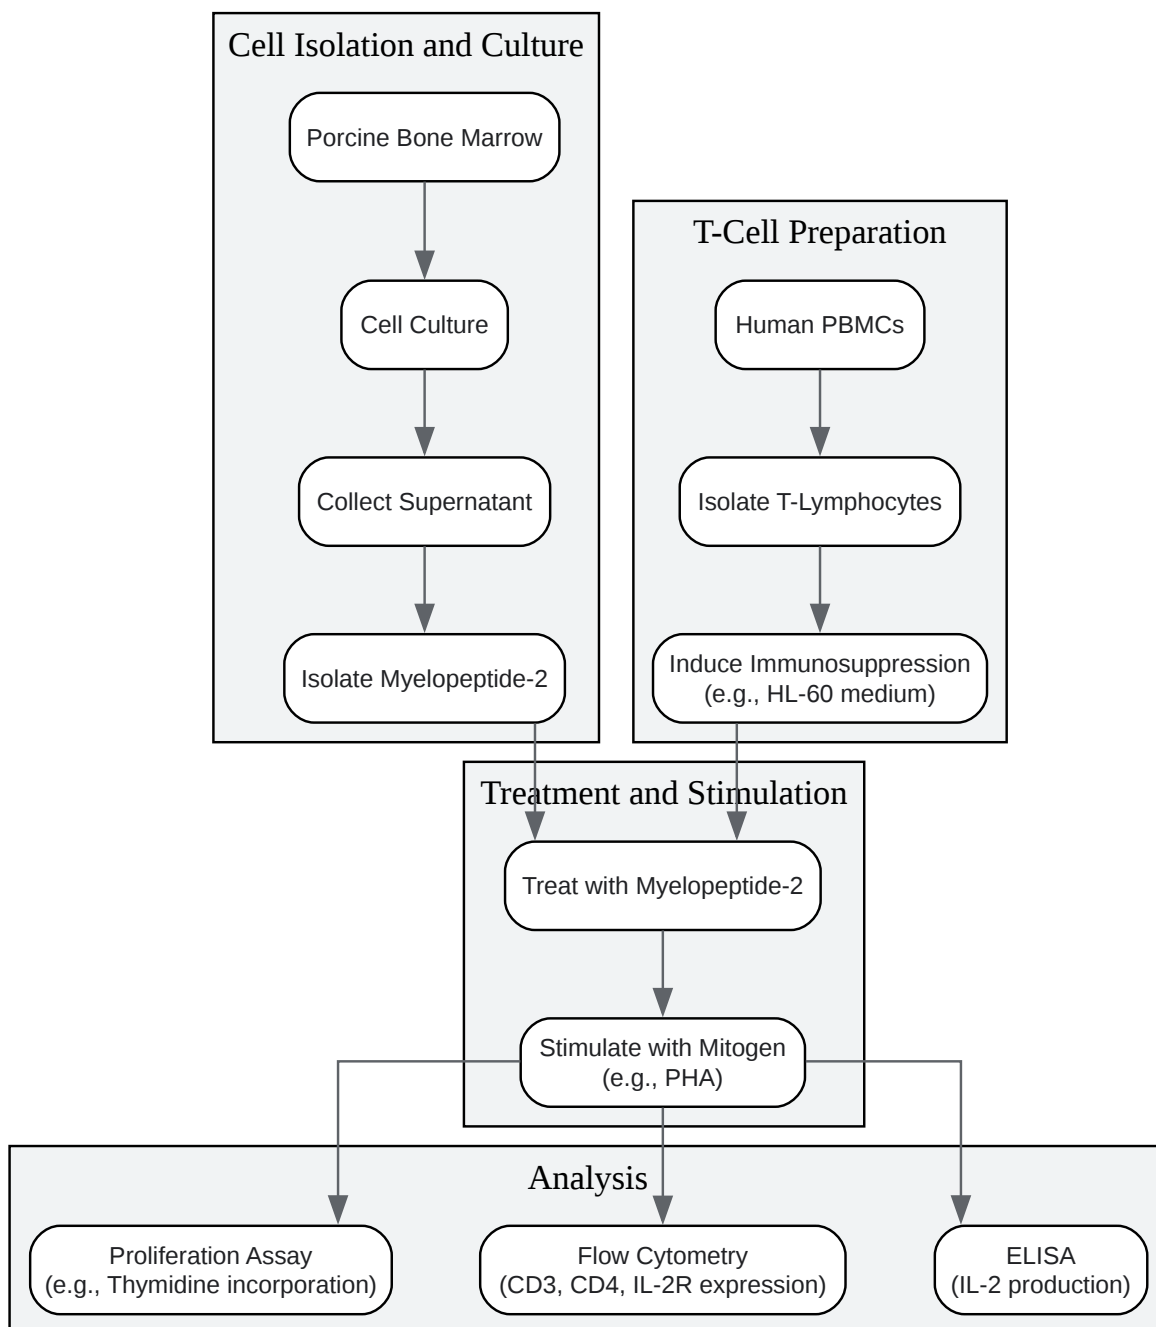 Cell Isolation and Culture
Porcine Bone Marrow
Cell Culture
Collect Supernatant
Isolate Myelopeptide-2
T-Cell Preparation
Human PBMCs
Isolate T-Lymphocytes
Induce Immunosuppression
(e.g., HL-60 medium)
Treatment and Stimulation
Treat with Myelopeptide-2
Stimulate with Mitogen
(e.g., PHA)
Analysis
Proliferation Assay
(e.g., Thymidine incorporation)
Flow Cytometry
(CD3, CD4, IL-2R expression)
ELISA
(IL-2 production)